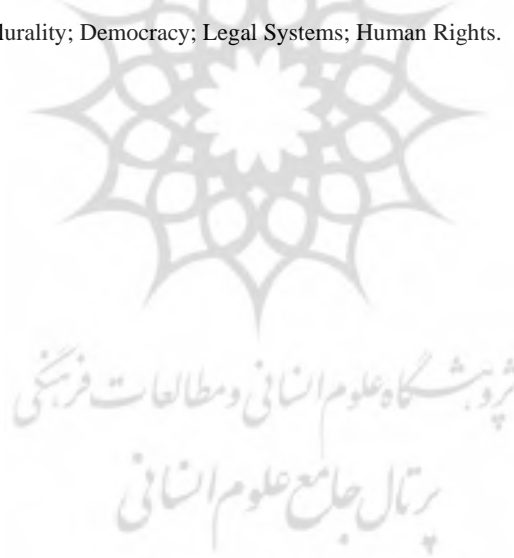 lurality; Democracy; Legal Systems; Human Rights.
پژوهشگاه علوم انسانی و مطالعات فرهنگی
پرتال جامع علوم انسانی